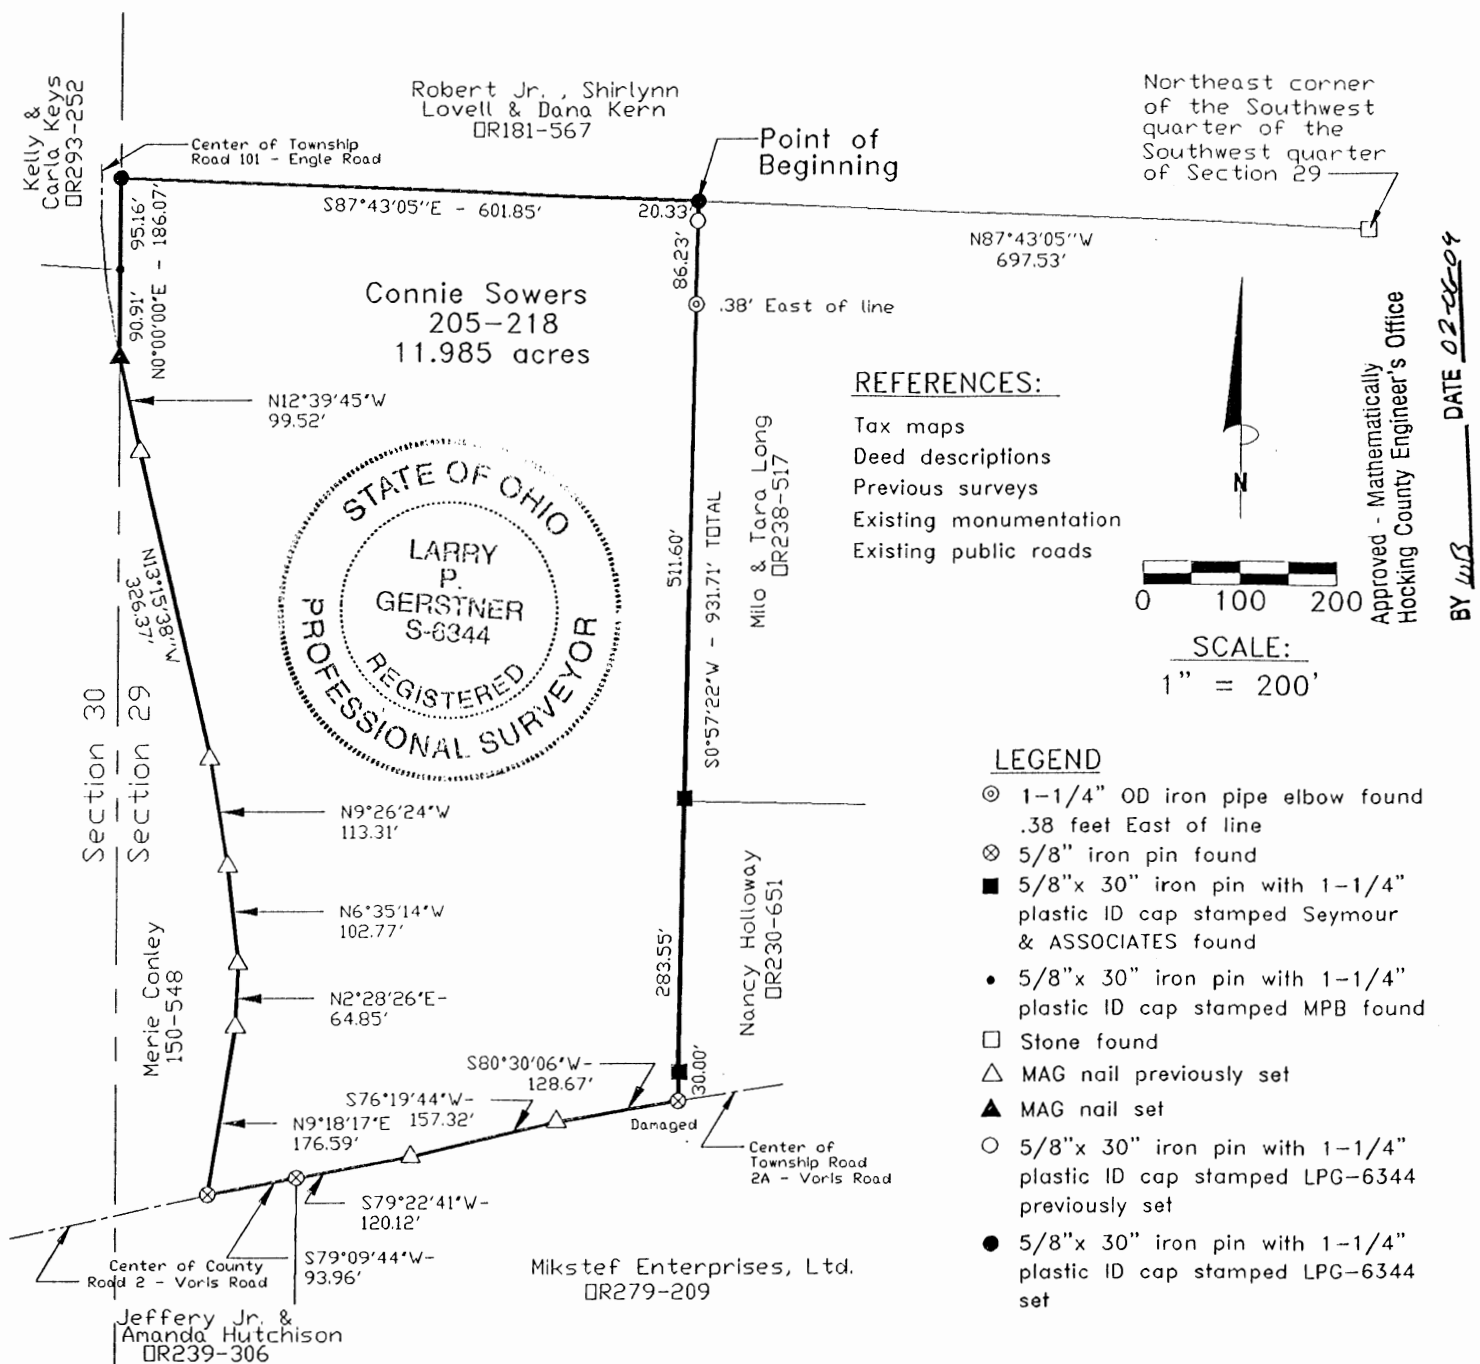 Kelly &
Carla Keys
OR293-252
Robert Jr. , Shirlynn
Lovell & Dana Kern
OR181-567
Northeast corner
of the Southwest
quarter of the
Southwest quarter
of Section 29
Center of Township
Road 101 - Engle Road
Point of
Beginning
S87°43'05"E - 601.85'
20.33'
N87°43'05"W
697.53'
95.16'
90.91'
N0°00'00"E - 186.07'
86.23'
.38' East of line
Connie Sowers
205-218
11.985 acres
N12°39'45"W
99.52'
REFERENCES:
Tax maps
Deed descriptions
Previous surveys
Existing monumentation
Existing public roads
N
0 100 200
SCALE:
1" = 200'
Approved - Mathematically
Hocking County Engineer's Office
BY DATE
STATE OF OHIO
LARRY
P.
GERSTNER
S-6344
REGISTERED
PROFESSIONAL SURVEYOR
N13°15'38"W
326.37'
511.60'
S0°57'22"W - 931.71' TOTAL
Milo & Tara Long
OR238-517
Section 30
Section 29
N9°26'24"W
113.31'
N6°35'14"W
102.77'
N2°28'26"E-
64.85'
Merie Conley
150-548
283.55'
Nancy Holloway
OR230-651
30.00'
S80°30'06"W-
128.67'
S76°19'44"W-
157.32'
N9°18'17"E
176.59'
Damaged
Center of
Township Road
2A - Voris Road
S79°22'41"W-
120.12'
S79°09'44"W-
93.96'
Center of County
Road 2 - Voris Road
Mikstef Enterprises, Ltd.
OR279-209
Jeffery Jr. &
Amanda Hutchison
OR239-306
LEGEND
1-1/4" OD iron pipe elbow found
.38 feet East of line
5/8" iron pin found
5/8"x 30" iron pin with 1-1/4"
plastic ID cap stamped Seymour
& ASSOCIATES found
5/8"x 30" iron pin with 1-1/4"
plastic ID cap stamped MPB found
Stone found
MAG nail previously set
MAG nail set
5/8"x 30" iron pin with 1-1/4"
plastic ID cap stamped LPG-6344
previously set
5/8"x 30" iron pin with 1-1/4"
plastic ID cap stamped LPG-6344
set